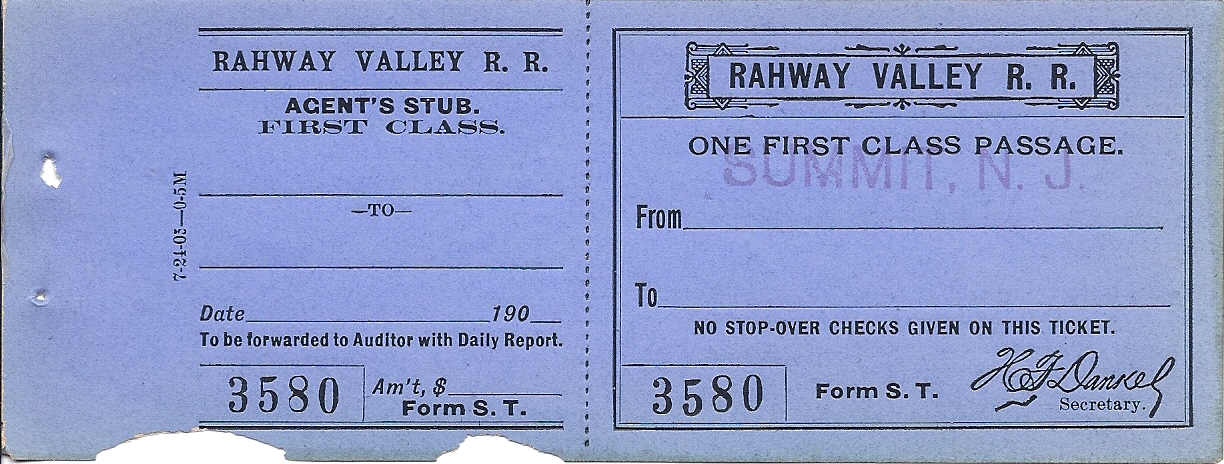 RAHWAY VALLEY R. R.
AGENT'S STUB.
FIRST CLASS.
—TO—
7-24-05—0-5M
Date 190
To be forwarded to Auditor with Daily Report.
3580
Am't, $
Form S. T.
RAHWAY VALLEY R. R.
ONE FIRST CLASS PASSAGE.
SUMMIT, N. J.
From
To
NO STOP-OVER CHECKS GIVEN ON THIS TICKET.
3580
Form S. T.
Secretary.